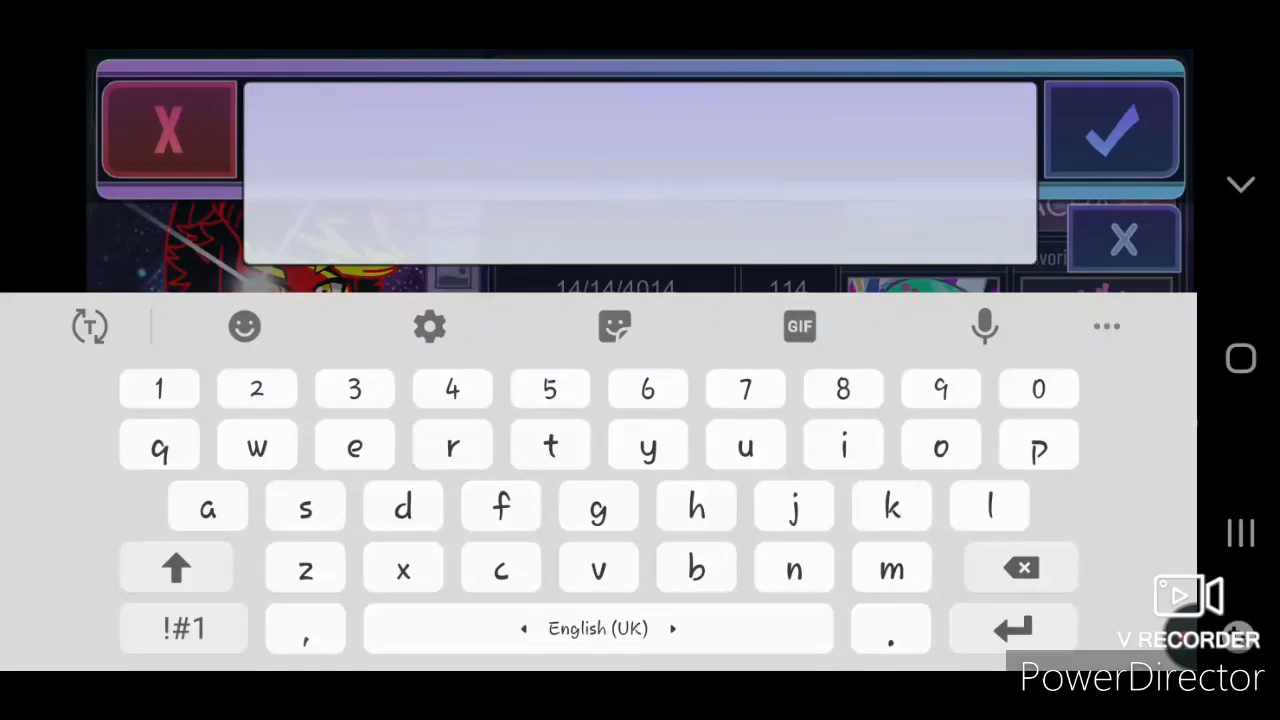 X
X
14/14/4014 114
GIF
1 2 3 4 5 6 7 8 9 0
q w e r t y u i o p
a s d f g h j k l
z x c v b n m
!#1 , English (UK) .
V RECORDER
PowerDirector